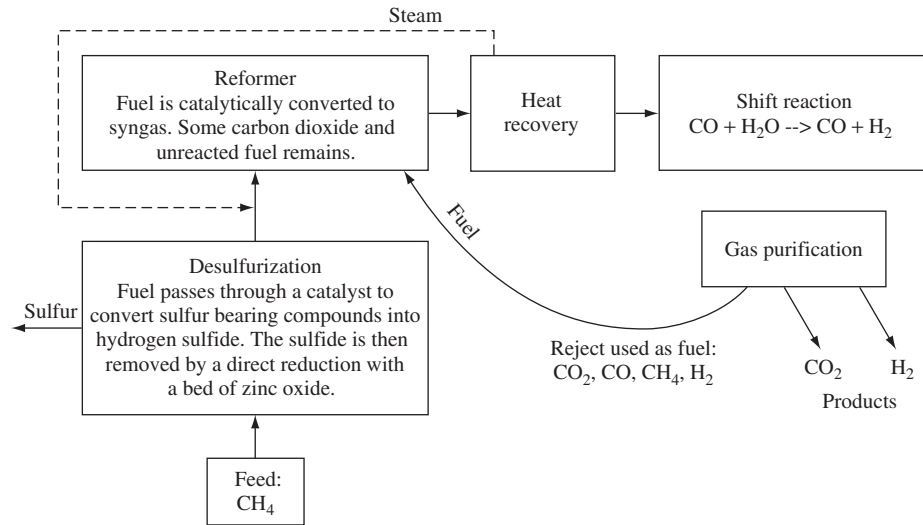 Steam
Reformer
Fuel is catalytically converted to
syngas. Some carbon dioxide and
unreacted fuel remains.
Heat
recovery
Shift reaction
CO + H₂O --> CO + H₂
Fuel
Gas purification
Desulfurization
Fuel passes through a catalyst to
convert sulfur bearing compounds into
hydrogen sulfide. The sulfide is then
removed by a direct reduction with
a bed of zinc oxide.
Sulfur
Reject used as fuel:
CO₂, CO, CH₄, H₂
CO₂
H₂
Products
Feed:
CH₄